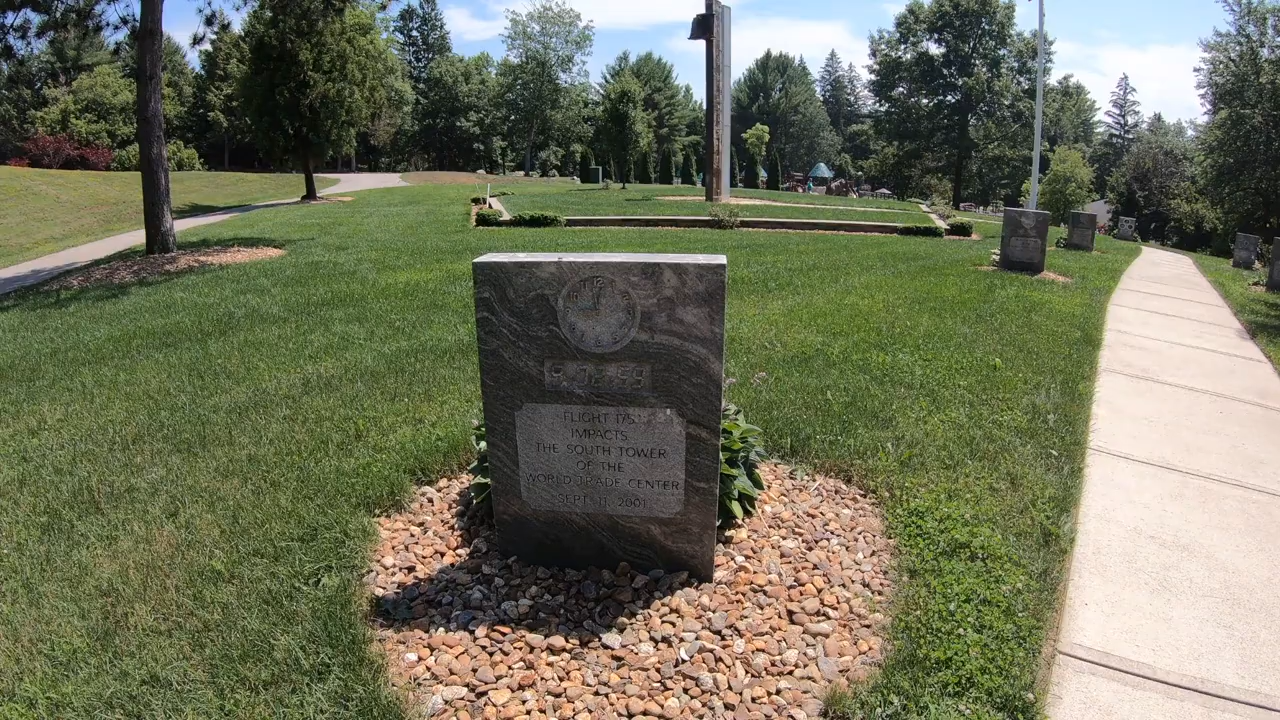 9:02:59
FLIGHT 175
IMPACTS
THE SOUTH TOWER
OF THE
WORLD TRADE CENTER
SEPT. 11, 2001